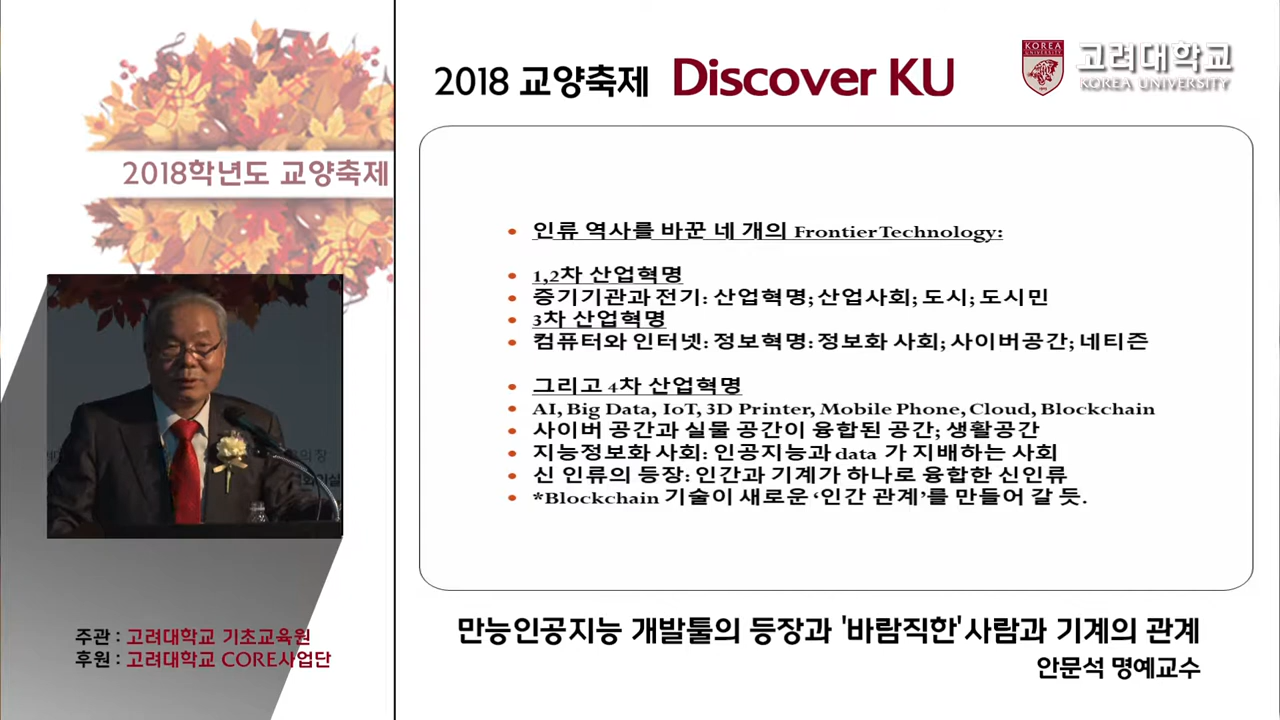 2018학년도 교양축제
주관 : 고려대학교 기초교육원
후원 : 고려대학교 CORE사업단
2018 교양축제 Discover KU
KOREA
UNIVERSITY
고려대학교
KOREA UNIVERSITY
• 인류 역사를 바꾼 네 개의 Frontier Technology:
• 1,2차 산업혁명
• 증기기관과 전기: 산업혁명; 산업사회; 도시; 도시민
• 3차 산업혁명
• 컴퓨터와 인터넷: 정보혁명: 정보화 사회; 사이버공간; 네티즌
• 그리고 4차 산업혁명
• AI, Big Data, IoT, 3D Printer, Mobile Phone, Cloud, Blockchain
• 사이버 공간과 실물 공간이 융합된 공간; 생활공간
• 지능정보화 사회: 인공지능과 data 가 지배하는 사회
• 신 인류의 등장: 인간과 기계가 하나로 융합한 신인류
• *Blockchain 기술이 새로운 ‘인간 관계’를 만들어 갈 듯.
만능인공지능 개발툴의 등장과 '바람직한' 사람과 기계의 관계
안문석 명예교수